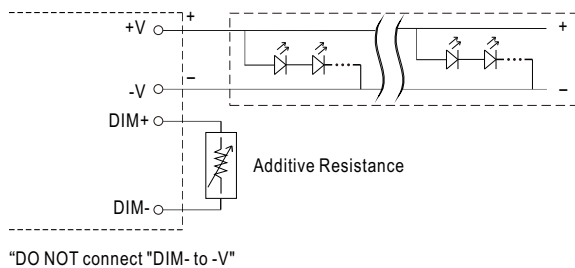 +V
+
-V
−
+
−
DIM+
Additive Resistance
DIM-
“DO NOT connect "DIM- to -V"